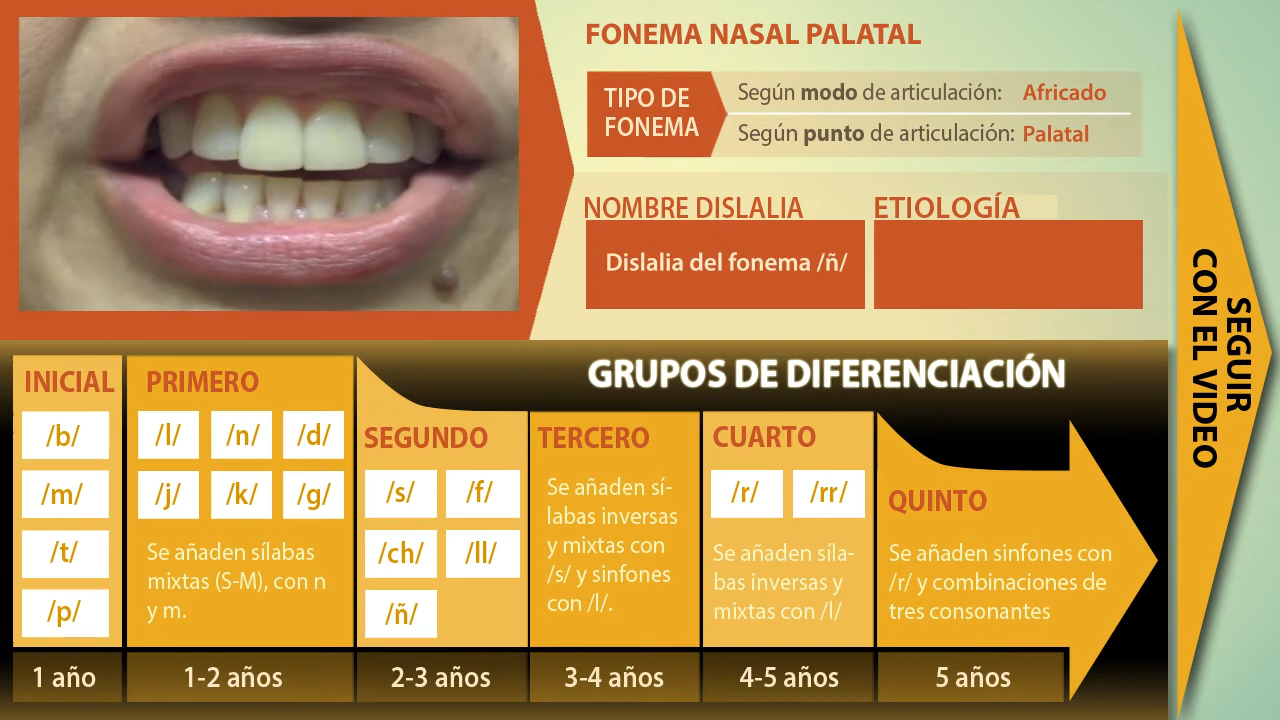 FONEMA NASAL PALATAL
TIPO DE
FONEMA
Según modo de articulación: Africado
Según punto de articulación: Palatal
NOMBRE DISLALIA
ETIOLOGÍA
Dislalia del fonema /ñ/
SEGUIR
CON EL VIDEO
GRUPOS DE DIFERENCIACIÓN
INICIAL
/b/
/m/
/t/
/p/
1 año
PRIMERO
/l/ /n/ /d/
/j/ /k/ /g/
Se añaden sílabas
mixtas (S-M), con n
y m.
1-2 años
SEGUNDO
/s/ /f/
/ch/ /ll/
/ñ/
2-3 años
TERCERO
Se añaden sí-
labas inversas
y mixtas con
/s/ y sinfones
con /l/.
3-4 años
CUARTO
/r/ /rr/
Se añaden síla-
bas inversas y
mixtas con /l/
4-5 años
QUINTO
Se añaden sinfones con
/r/ y combinaciones de
tres consonantes
5 años